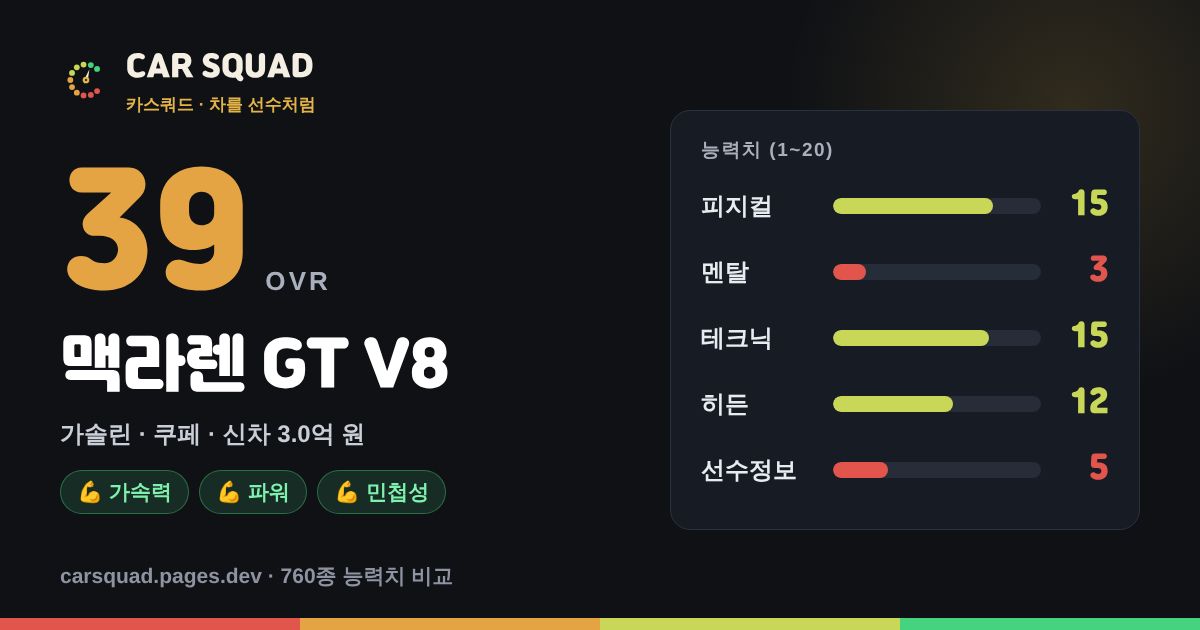 CAR SQUAD
카스쿼드 · 차를 선수처럼
39 OVR
맥라렌 GT V8
가솔린 · 쿠페 · 신차 3.0억 원
💪 가속력 💪 파워 💪 민첩성
carsquad.pages.dev · 760종 능력치 비교
능력치 (1~20)
피지컬 15
멘탈 3
테크닉 15
히든 12
선수정보 5